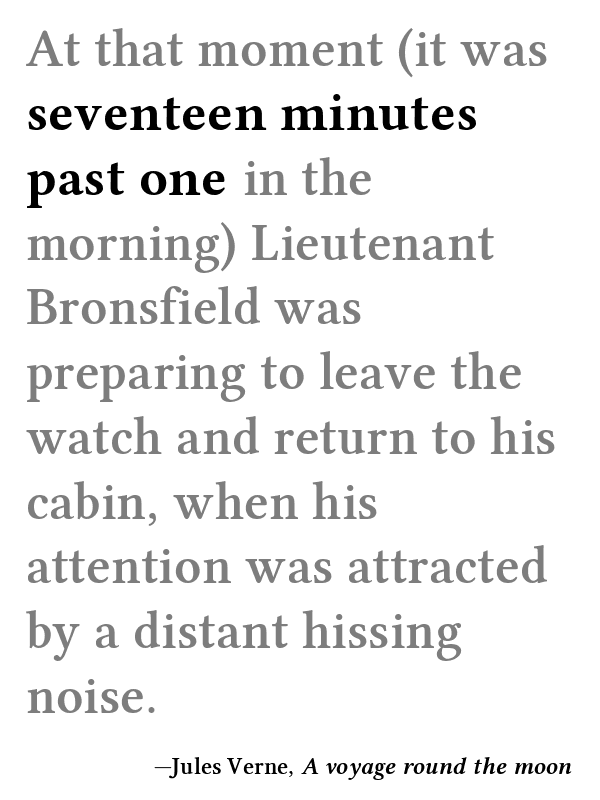 At that moment (it was
seventeen minutes
past one in the
morning) Lieutenant
Bronsfield was
preparing to leave the
watch and return to his
cabin, when his
attention was attracted
by a distant hissing
noise.
—Jules Verne, A voyage round the moon